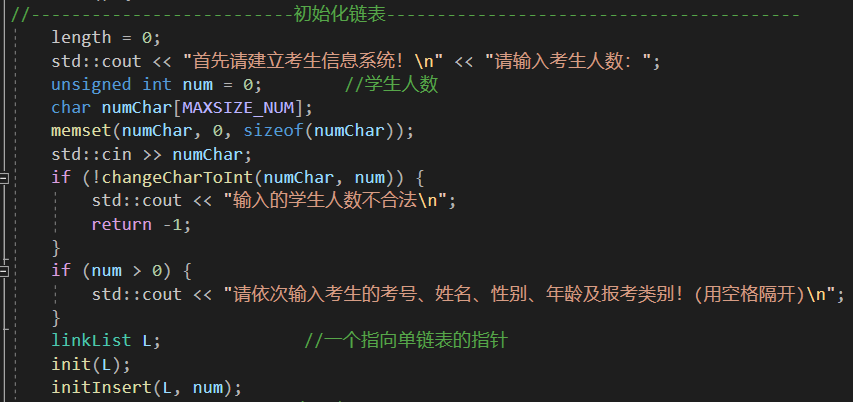 //--------------------------初始化链表-----------------------------------------
length = 0;
std::cout << "首先请建立考生信息系统！\n" << "请输入考生人数：";
unsigned int num = 0;        //学生人数
char numChar[MAXSIZE_NUM];
memset(numChar, 0, sizeof(numChar));
std::cin >> numChar;
if (!changeCharToInt(numChar, num)) {
    std::cout << "输入的学生人数不合法\n";
    return -1;
}
if (num > 0) {
    std::cout << "请依次输入考生的考号、姓名、性别、年龄及报考类别！(用空格隔开)\n";
}
linkList L;              //一个指向单链表的指针
init(L);
initInsert(L, num);